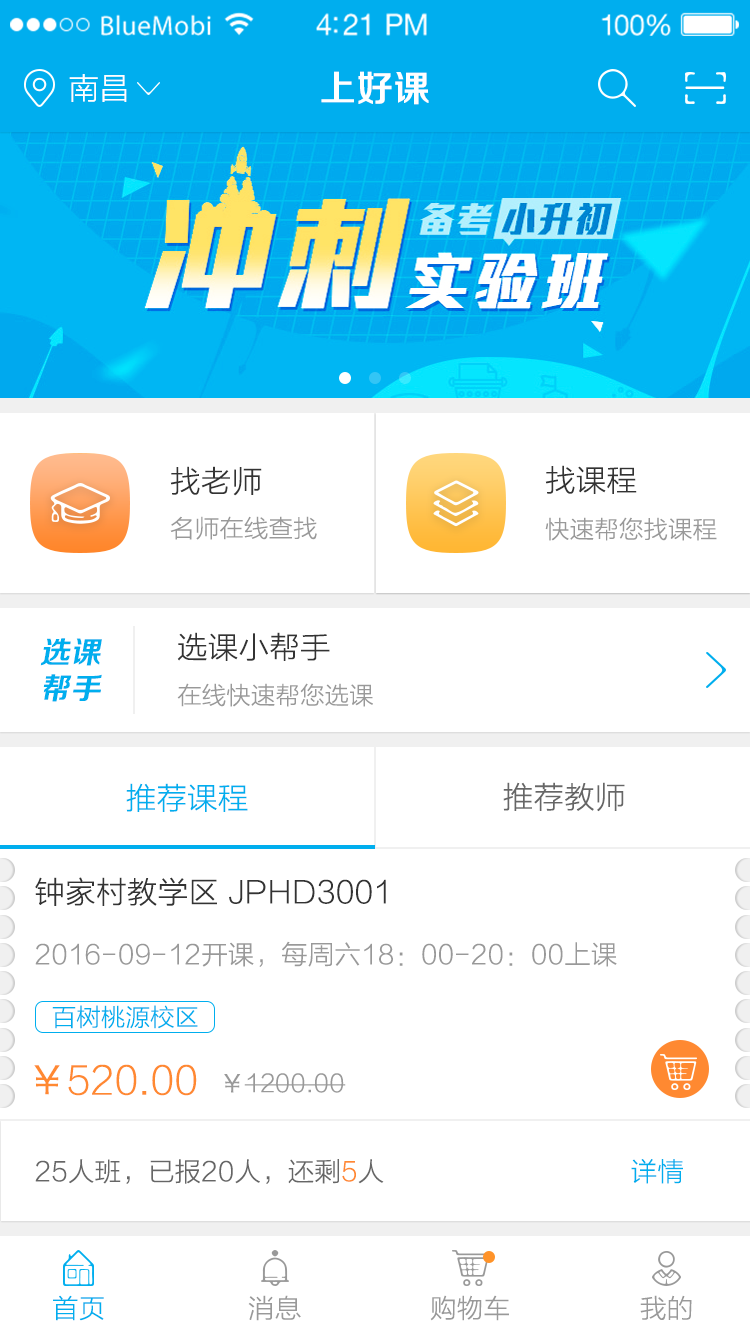 BlueMobi 4:21 PM 100%
南昌 上好课
冲刺 备考小升初
实验班
找老师
名师在线查找
找课程
快速帮您找课程
选课
帮手
选课小帮手
在线快速帮您选课
推荐课程 推荐教师
钟家村教学区 JPHD3001
2016-09-12开课，每周六18：00-20：00上课
百树桃源校区
￥520.00 ￥1200.00
25人班，已报20人，还剩5人 详情
首页 消息 购物车 我的